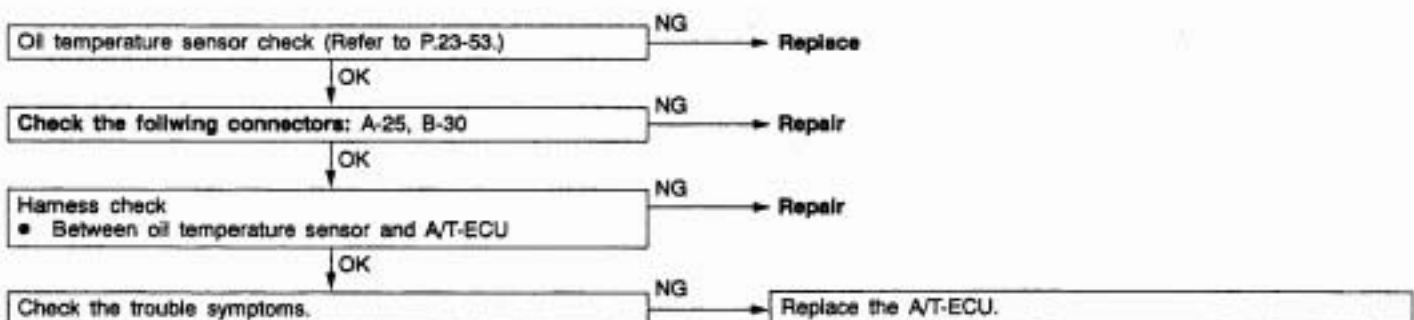 Oil temperature sensor check (Refer to P.23-53.)
NG
Replace
OK
Check the follwing connectors: A-25, B-30
NG
Repair
OK
Harness check
NG
Repair
● Between oil temperature sensor and A/T-ECU
OK
Check the trouble symptoms.
NG
Replace the A/T-ECU.